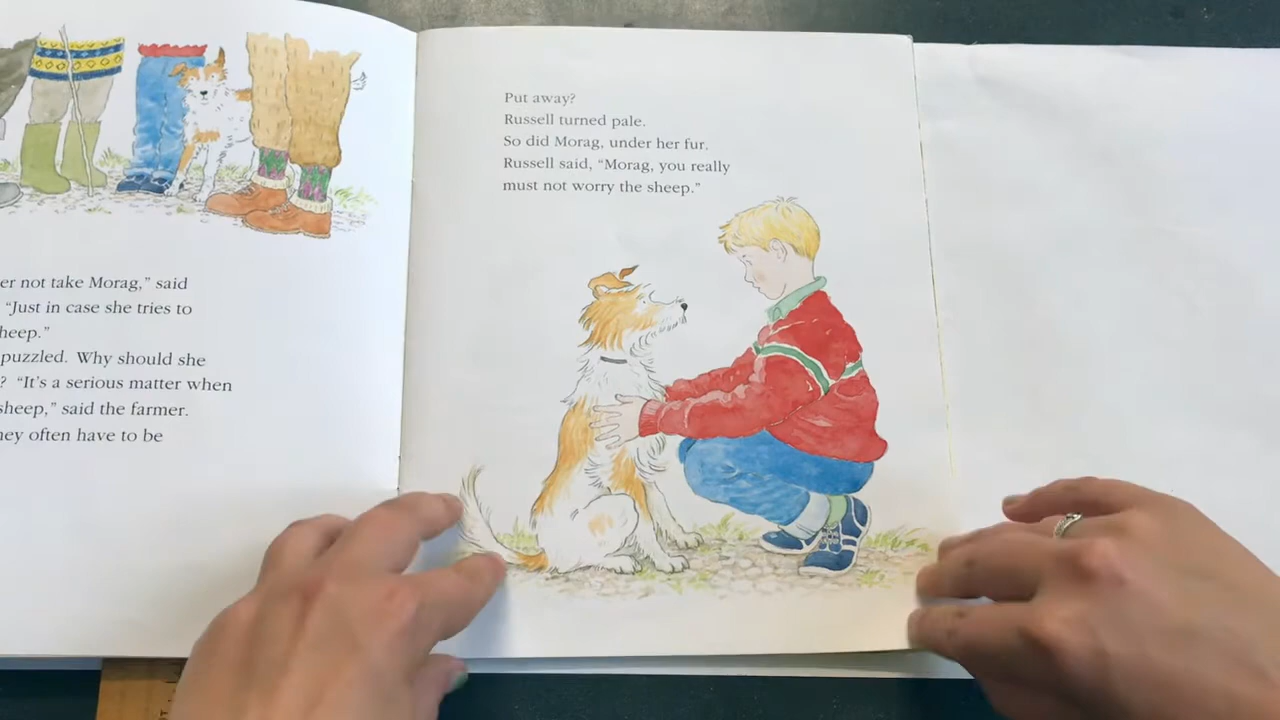 er not take Morag,” said
“Just in case she tries to
heep.”
puzzled. Why should she
? “It’s a serious matter when
sheep,” said the farmer.
ey often have to be
Put away?
Russell turned pale.
So did Morag, under her fur.
Russell said, “Morag, you really
must not worry the sheep.”